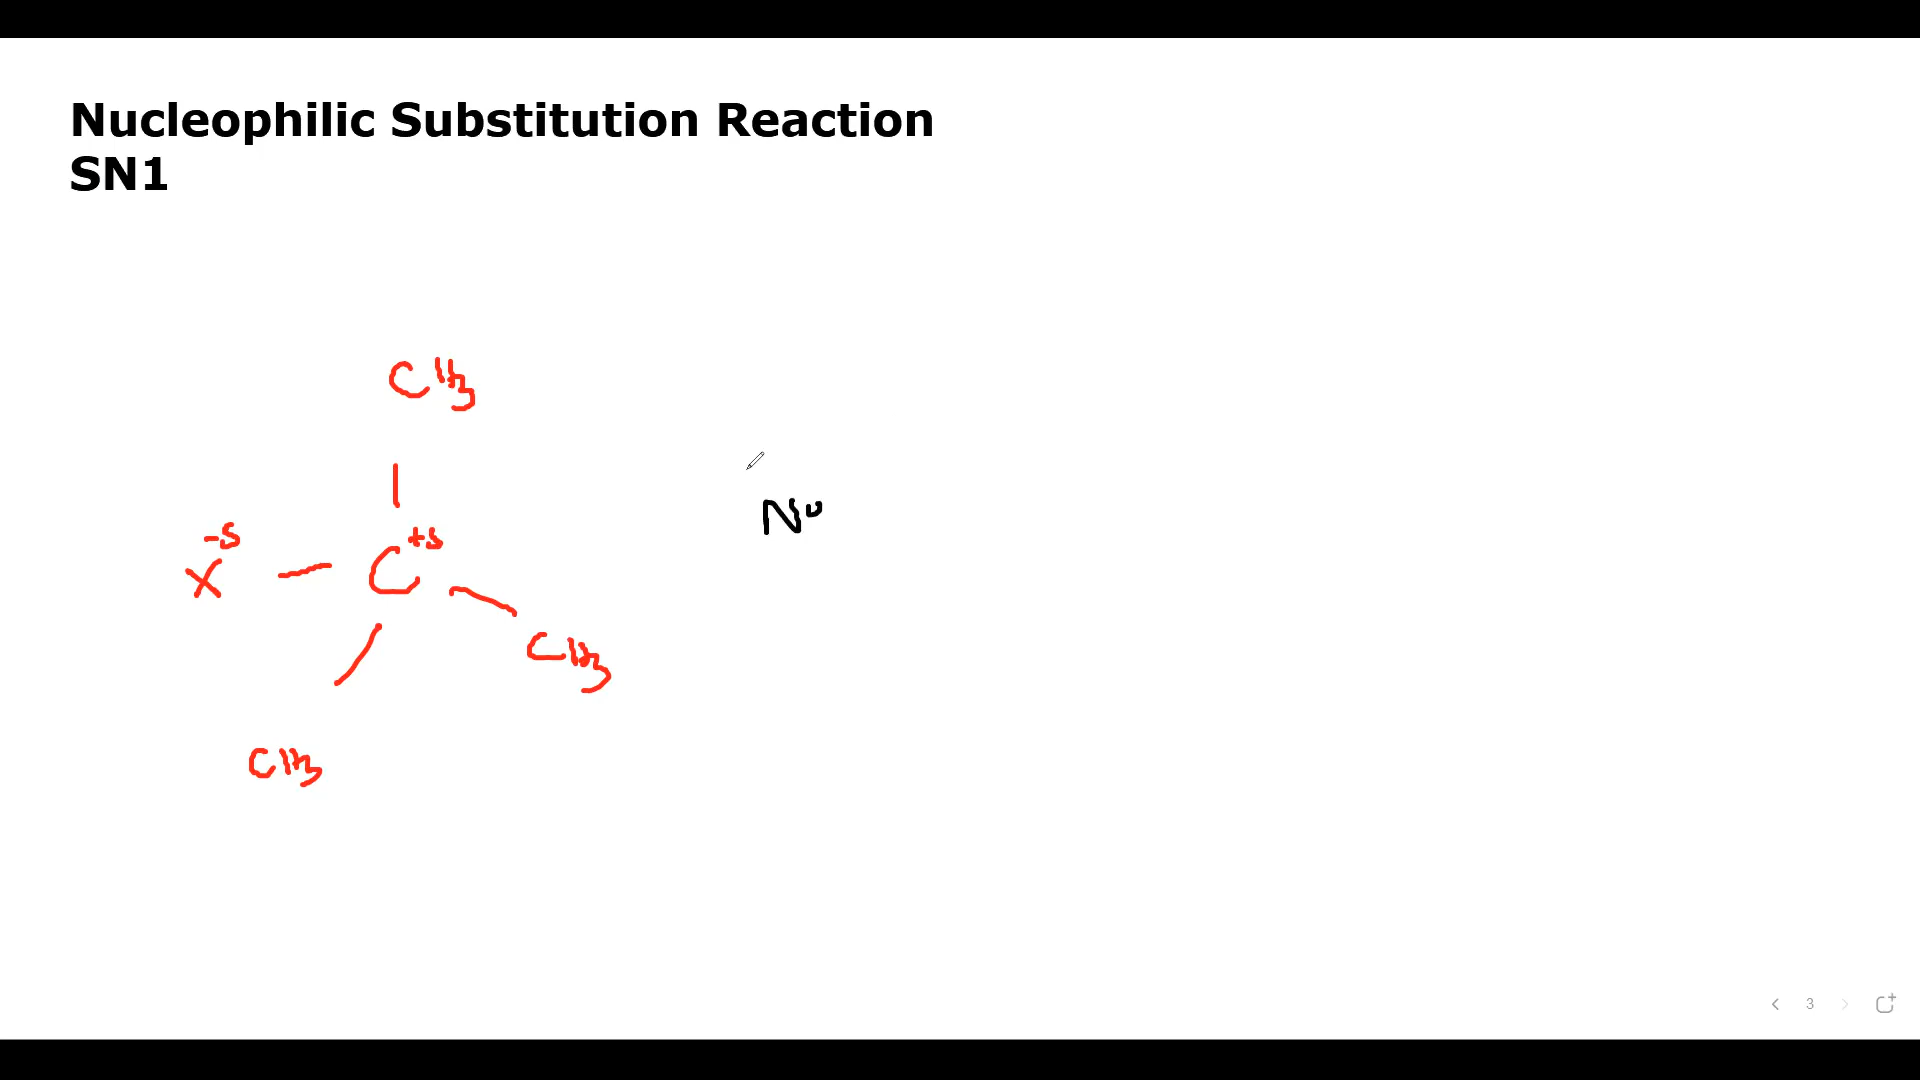 Nucleophilic Substitution Reaction
SN1
CH3
-δ +δ
X - C
Nu
CH3
CH3
3